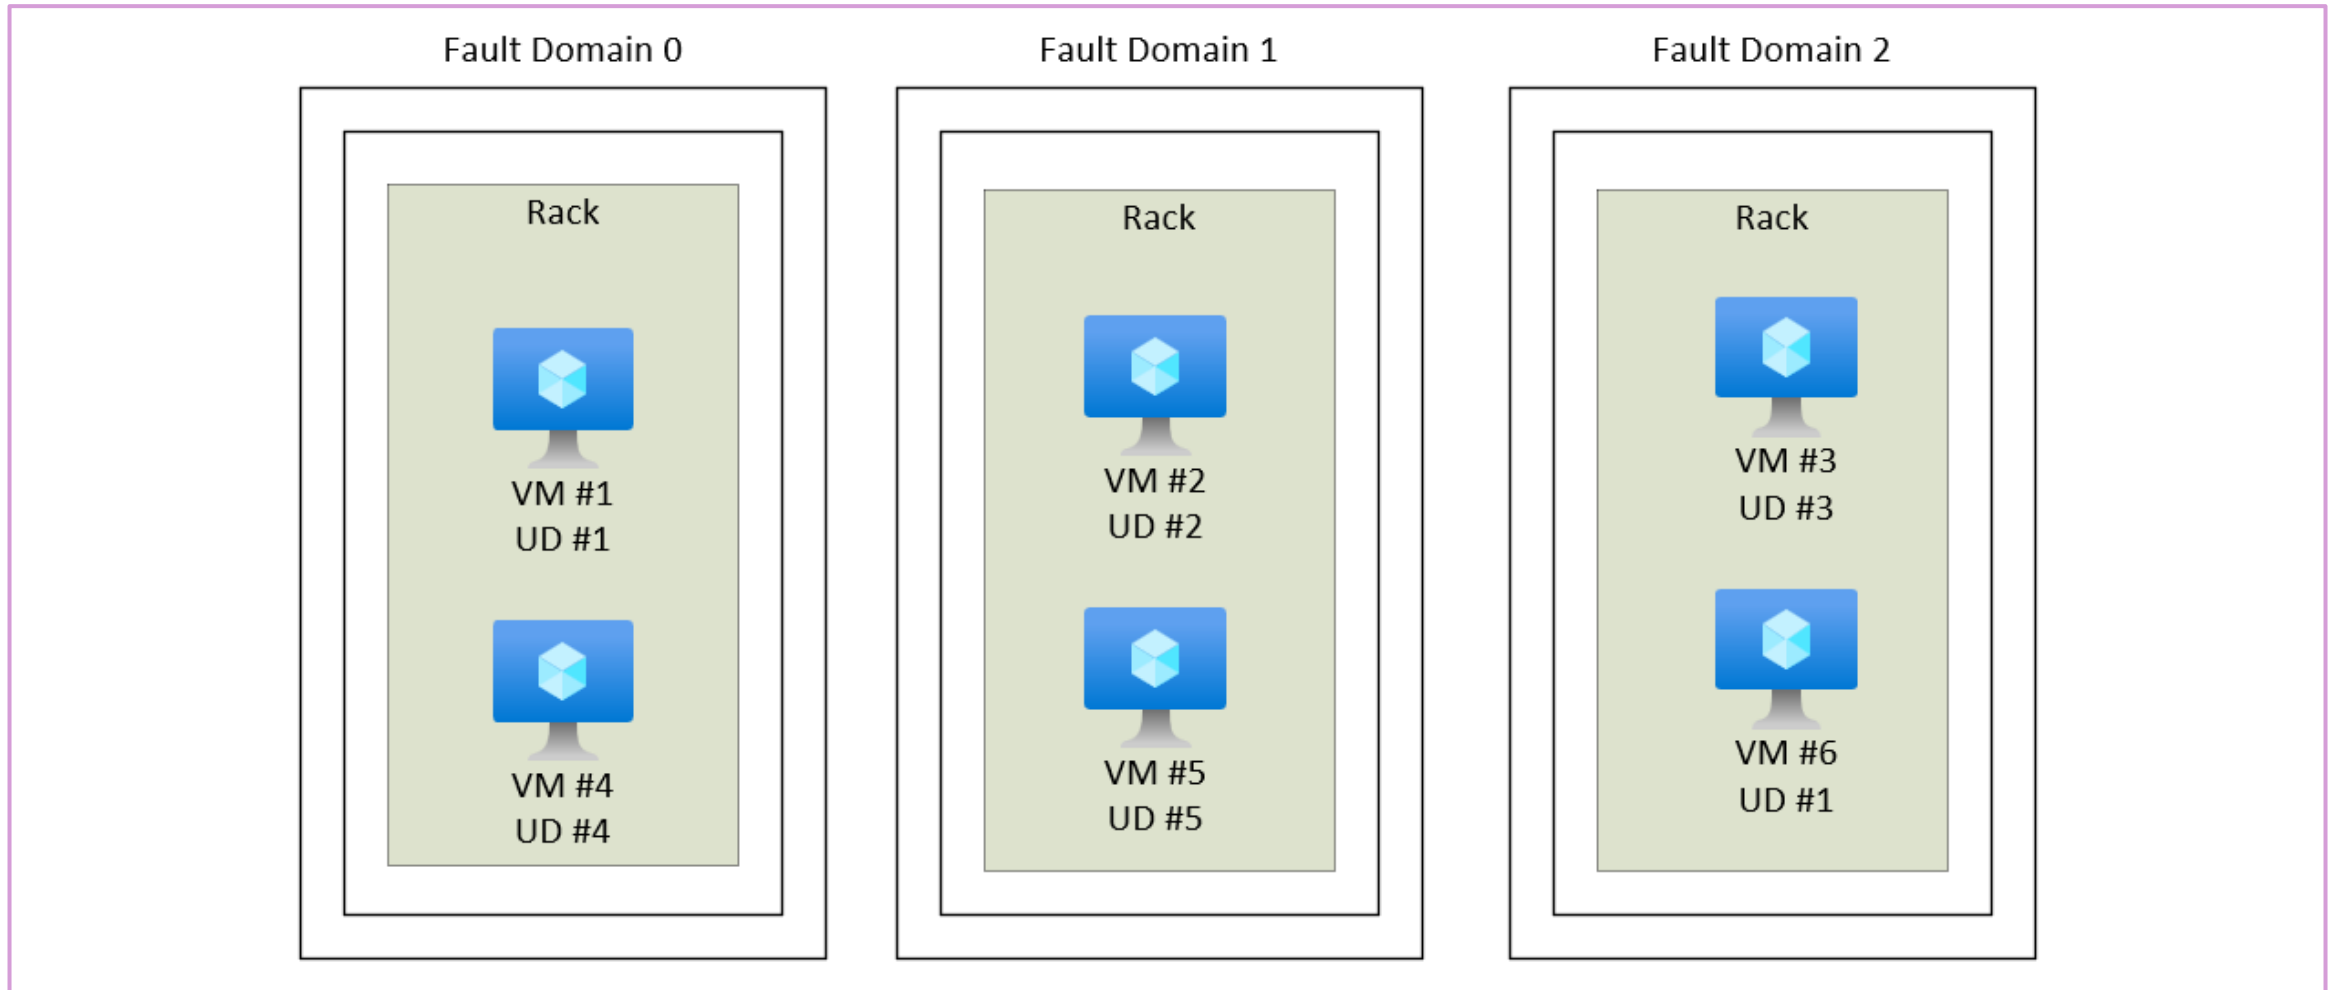 Fault Domain 0
Rack
VM #1
UD #1
VM #4
UD #4
Fault Domain 1
Rack
VM #2
UD #2
VM #5
UD #5
Fault Domain 2
Rack
VM #3
UD #3
VM #6
UD #1